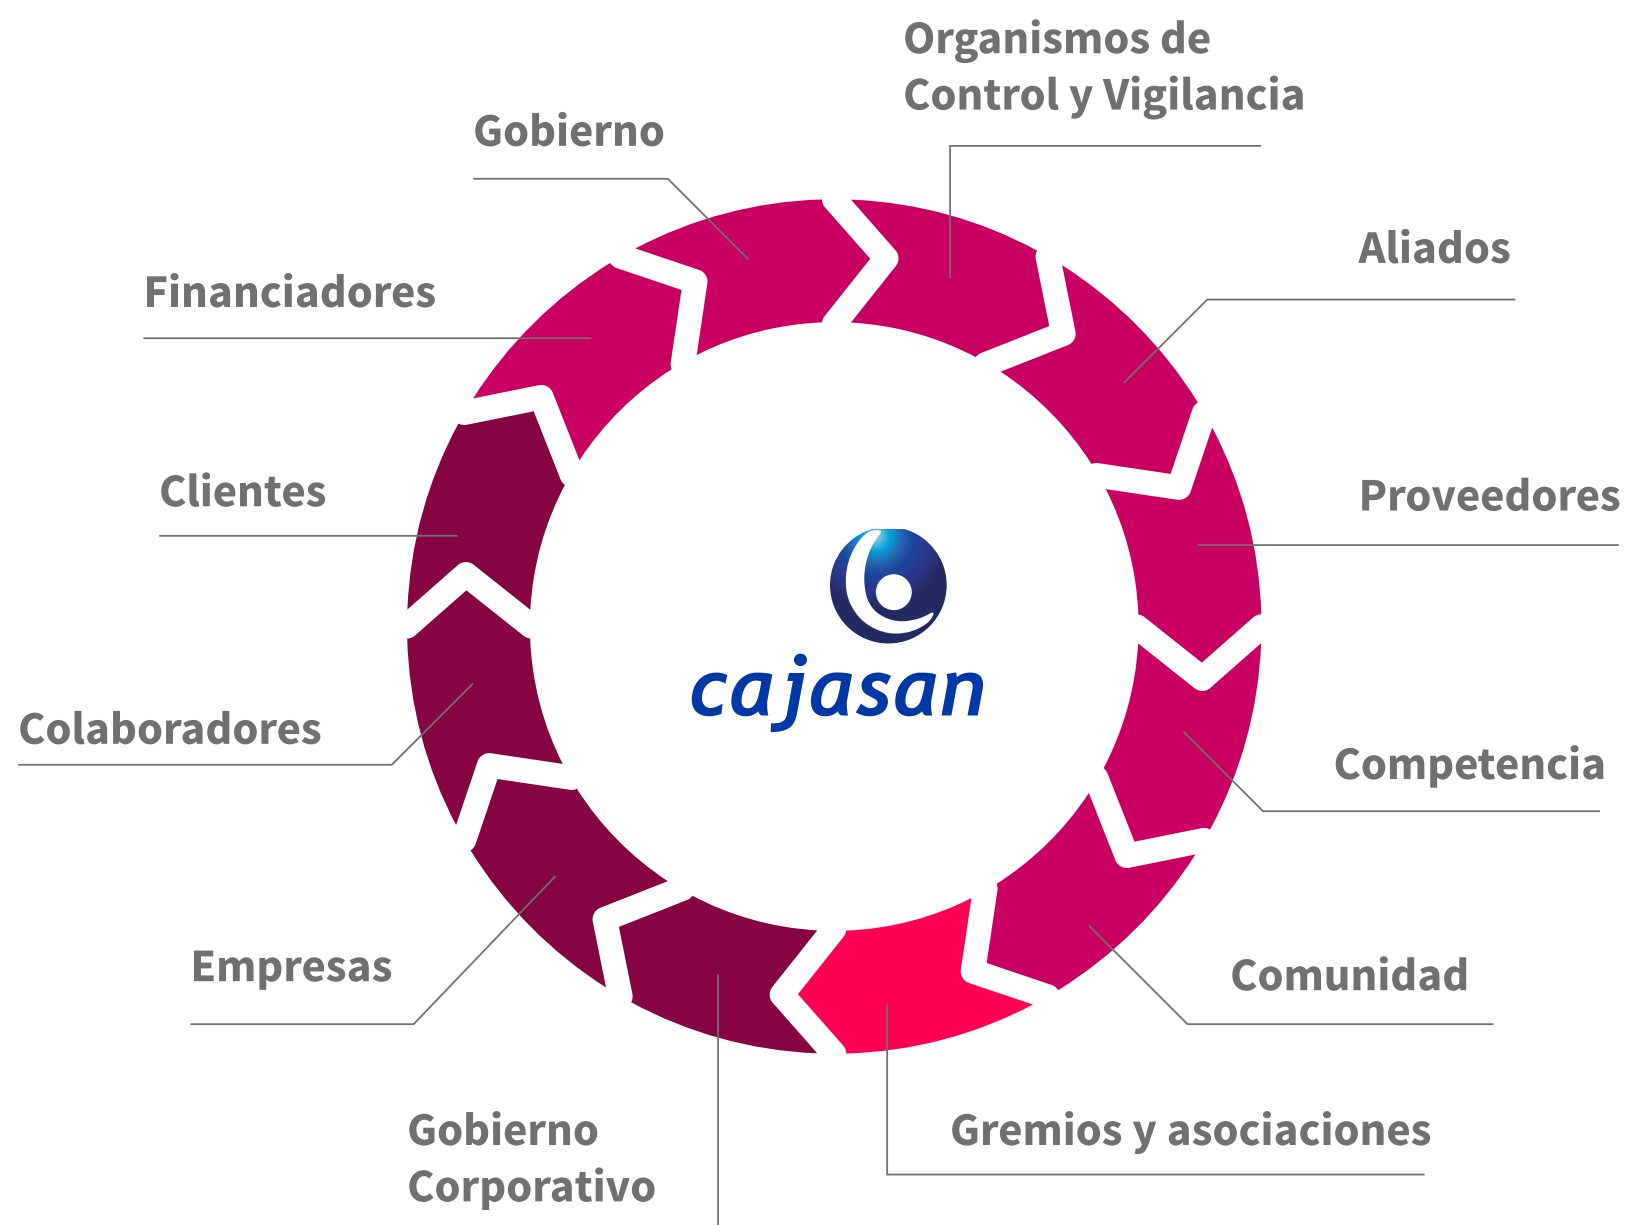 Organismos de
Control y Vigilancia
Gobierno
Aliados
Financiadores
Clientes
Proveedores
cajasan
Colaboradores
Competencia
Empresas
Comunidad
Gobierno
Corporativo
Gremios y asociaciones